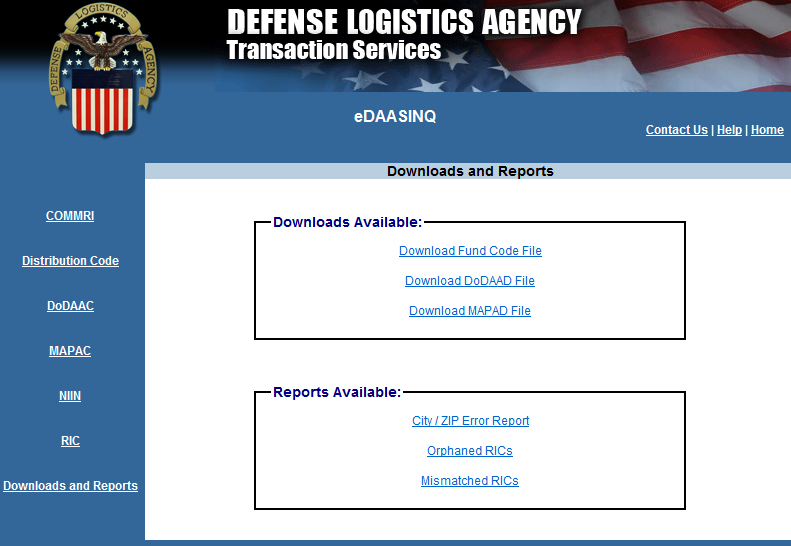 DEFENSE LOGISTICS AGENCY
DEFENSE LOGISTICS AGENCY
Transaction Services
eDAASINQ
Contact Us | Help | Home
Downloads and Reports
COMMRI
Distribution Code
DoDAAC
MAPAC
NIIN
RIC
Downloads and Reports
Downloads Available:
Download Fund Code File
Download DoDAAD File
Download MAPAD File
Reports Available:
City / ZIP Error Report
Orphaned RICs
Mismatched RICs